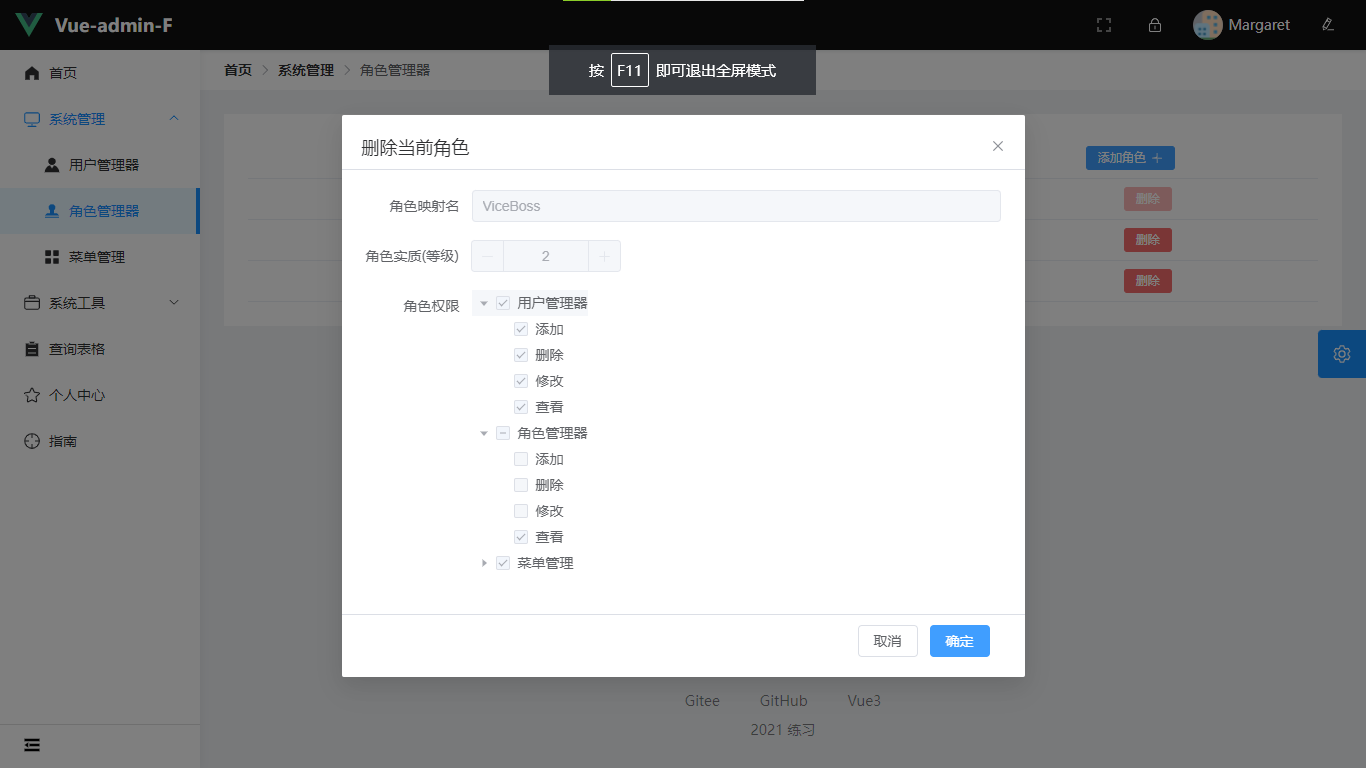 Vue-admin-F
Margaret
首页
系统管理
用户管理器
角色管理器
菜单管理
系统工具
查询表格
个人中心
指南
首页 系统管理 角色管理器
按 F11 即可退出全屏模式
添加角色
删除
删除
删除
删除当前角色
角色映射名 ViceBoss
角色实质(等级) 2
角色权限 用户管理器
添加
删除
修改
查看
角色管理器
添加
删除
修改
查看
菜单管理
取消 确定
Gitee GitHub Vue3
2021 练习